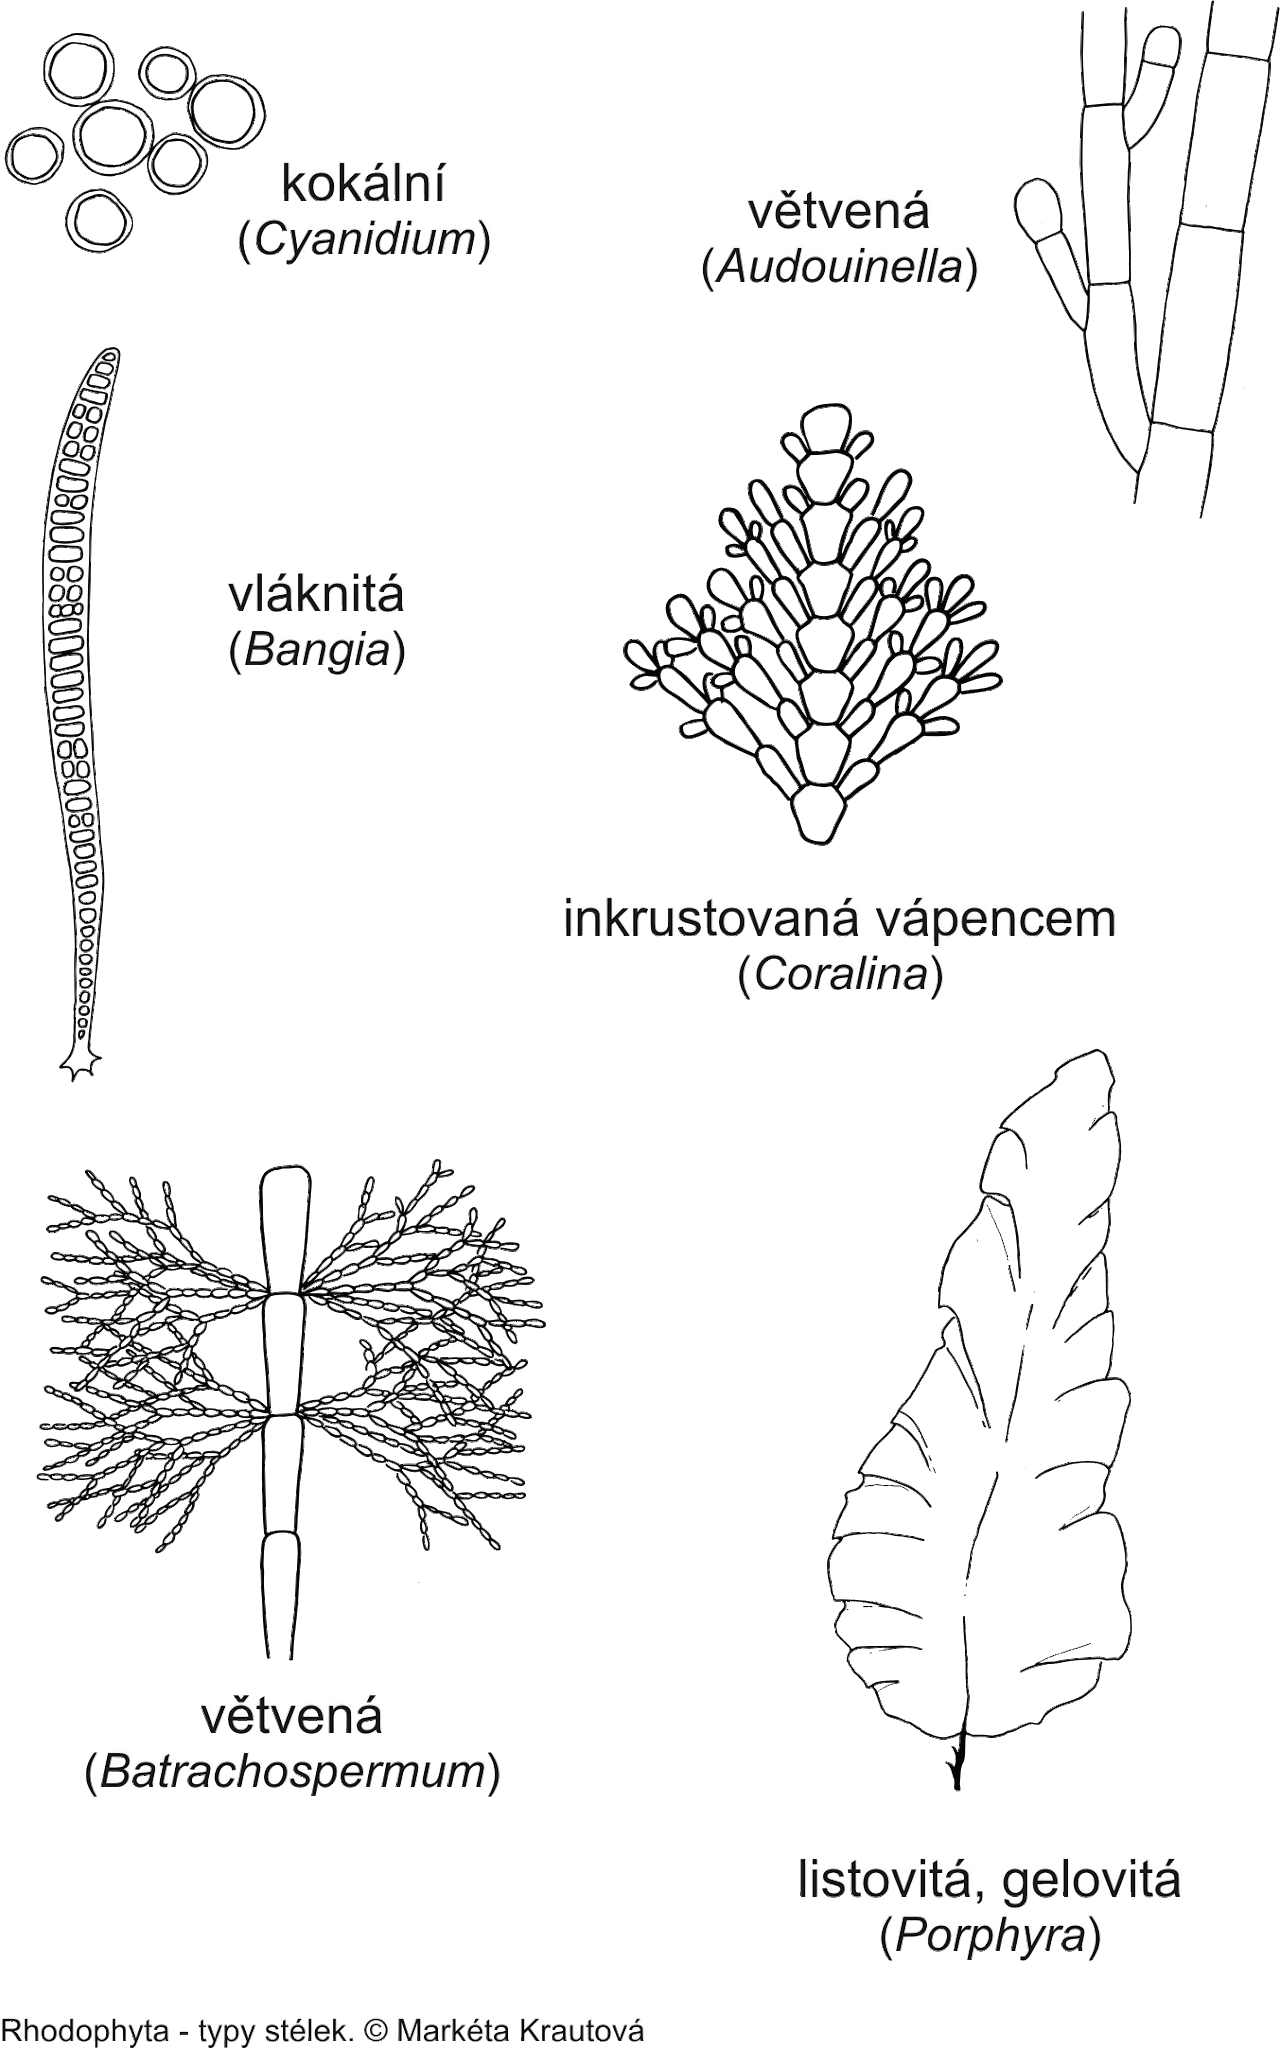 kokální
(Cyanidium)
větvená
(Audouinella)
vláknitá
(Bangia)
inkrustovaná vápencem
(Coralina)
větvená
(Batrachospermum)
listovitá, gelovitá
(Porphyra)
Rhodophyta - typy stélek. © Markéta Krautová